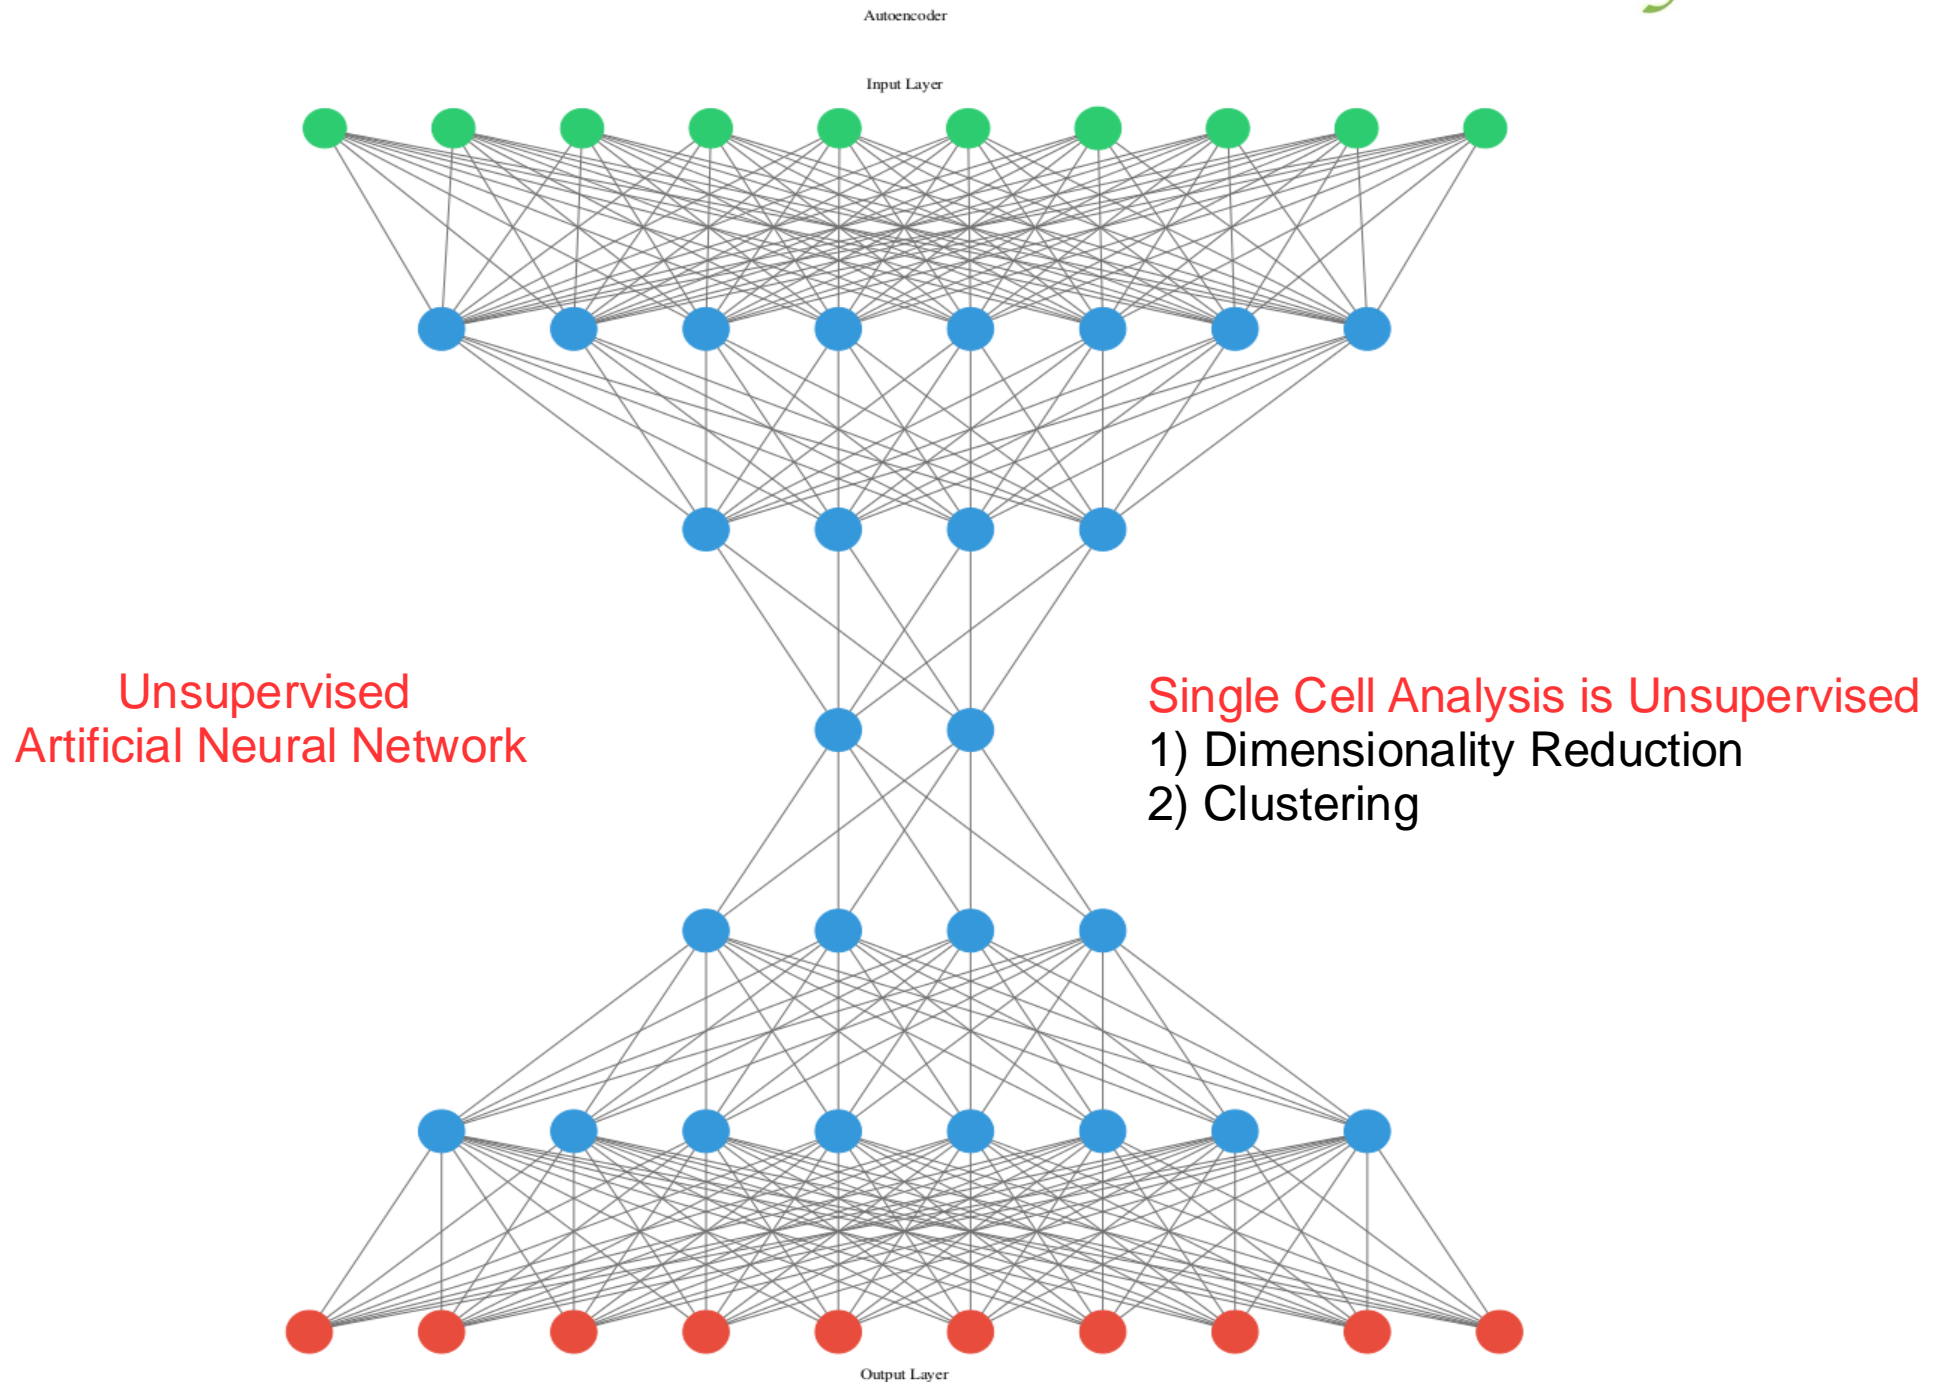 Autoencoder
Input Layer
Unsupervised
Artificial Neural Network
Single Cell Analysis is Unsupervised
1) Dimensionality Reduction
2) Clustering
Output Layer